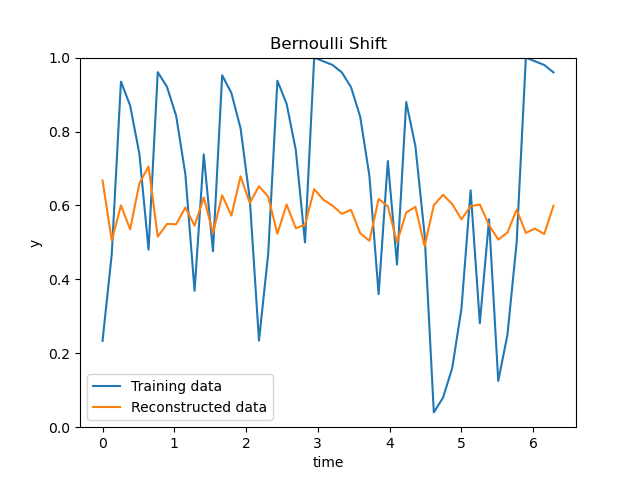 Bernoulli Shift
1.0
0.8
0.6
0.4
0.2
0.0
y
Training data
Reconstructed data
0 1 2 3 4 5 6
time